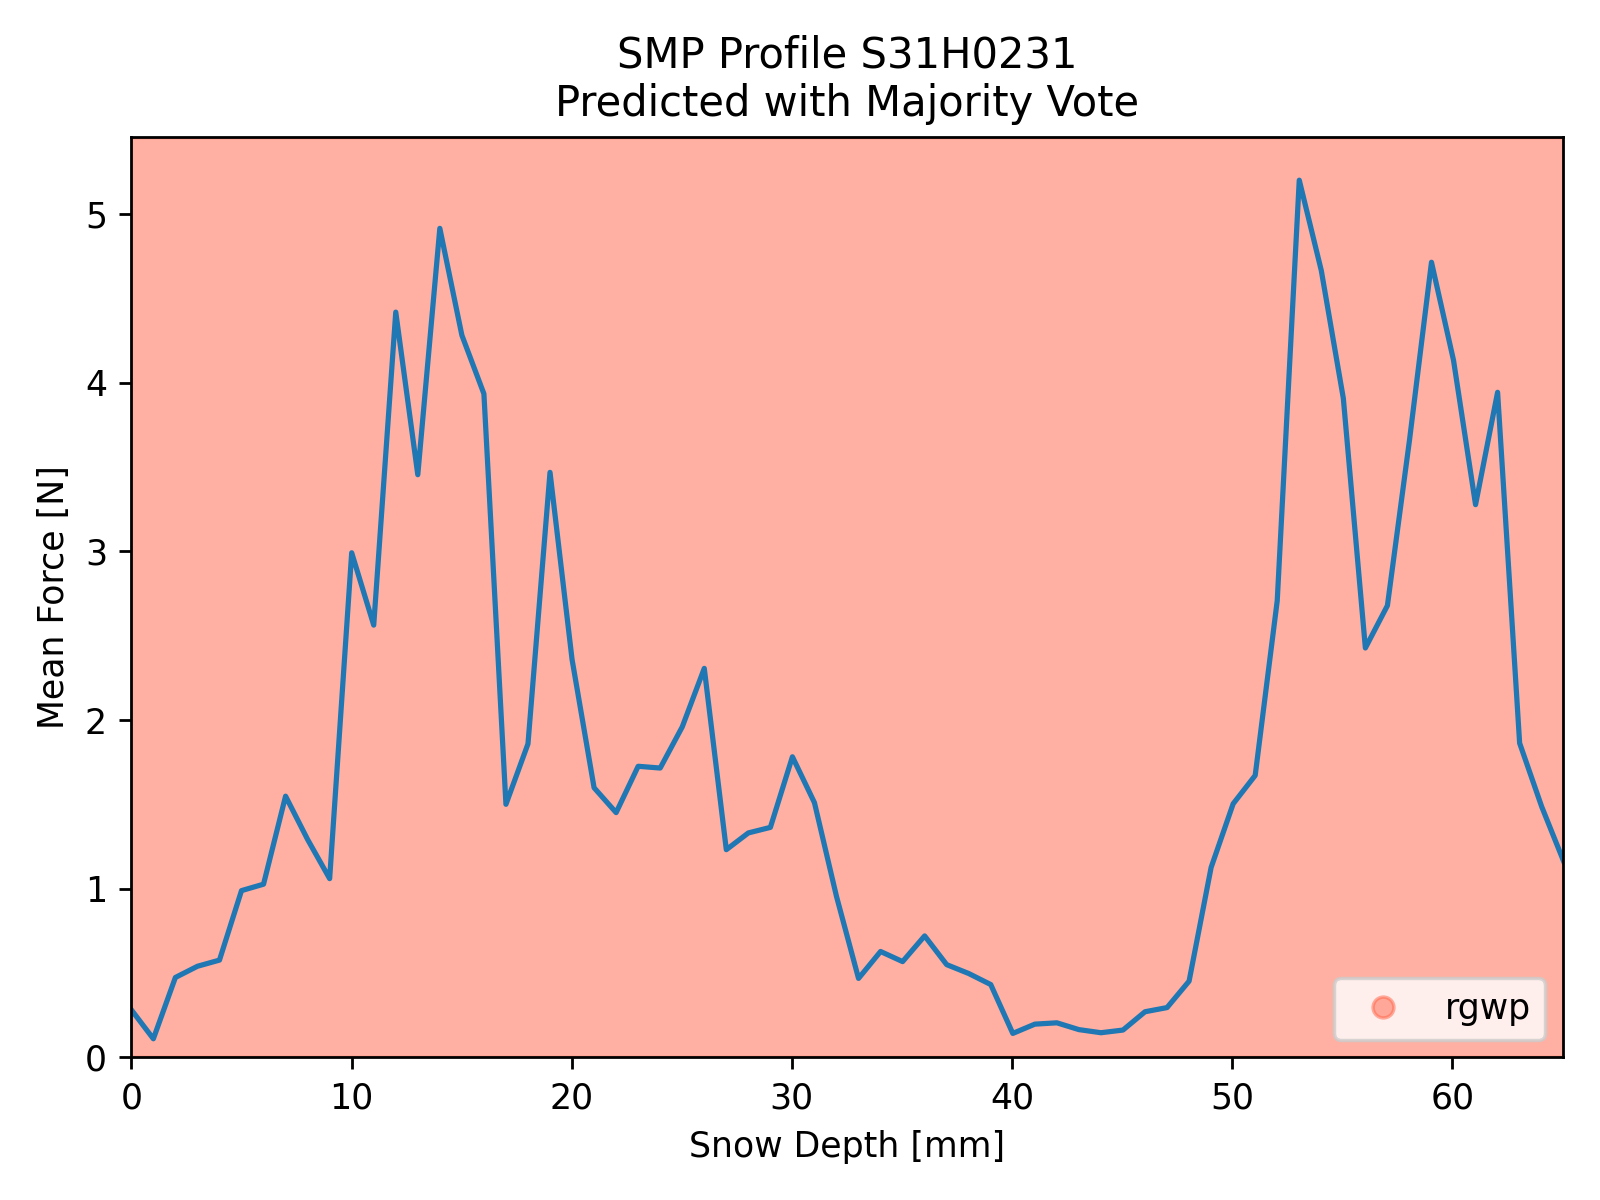 SMP Profile S31H0231
Predicted with Majority Vote
Mean Force [N]
5
4
3
2
1
0
rgwp
0 10 20 30 40 50 60
Snow Depth [mm]